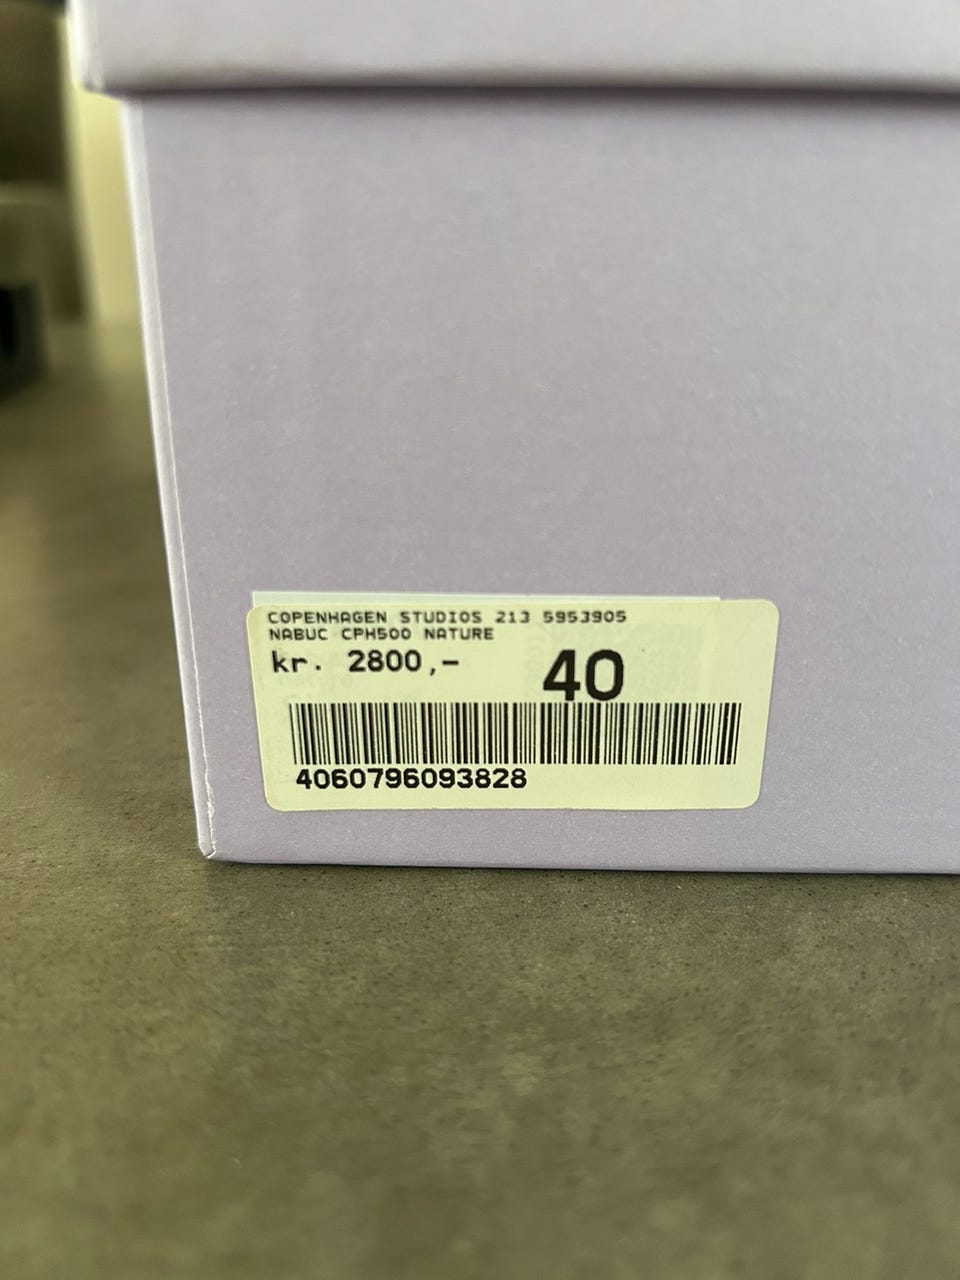 COPENHAGEN STUDIOS 213 5953905
NABUC CPH500 NATURE
kr. 2800,-
40
4060796093828